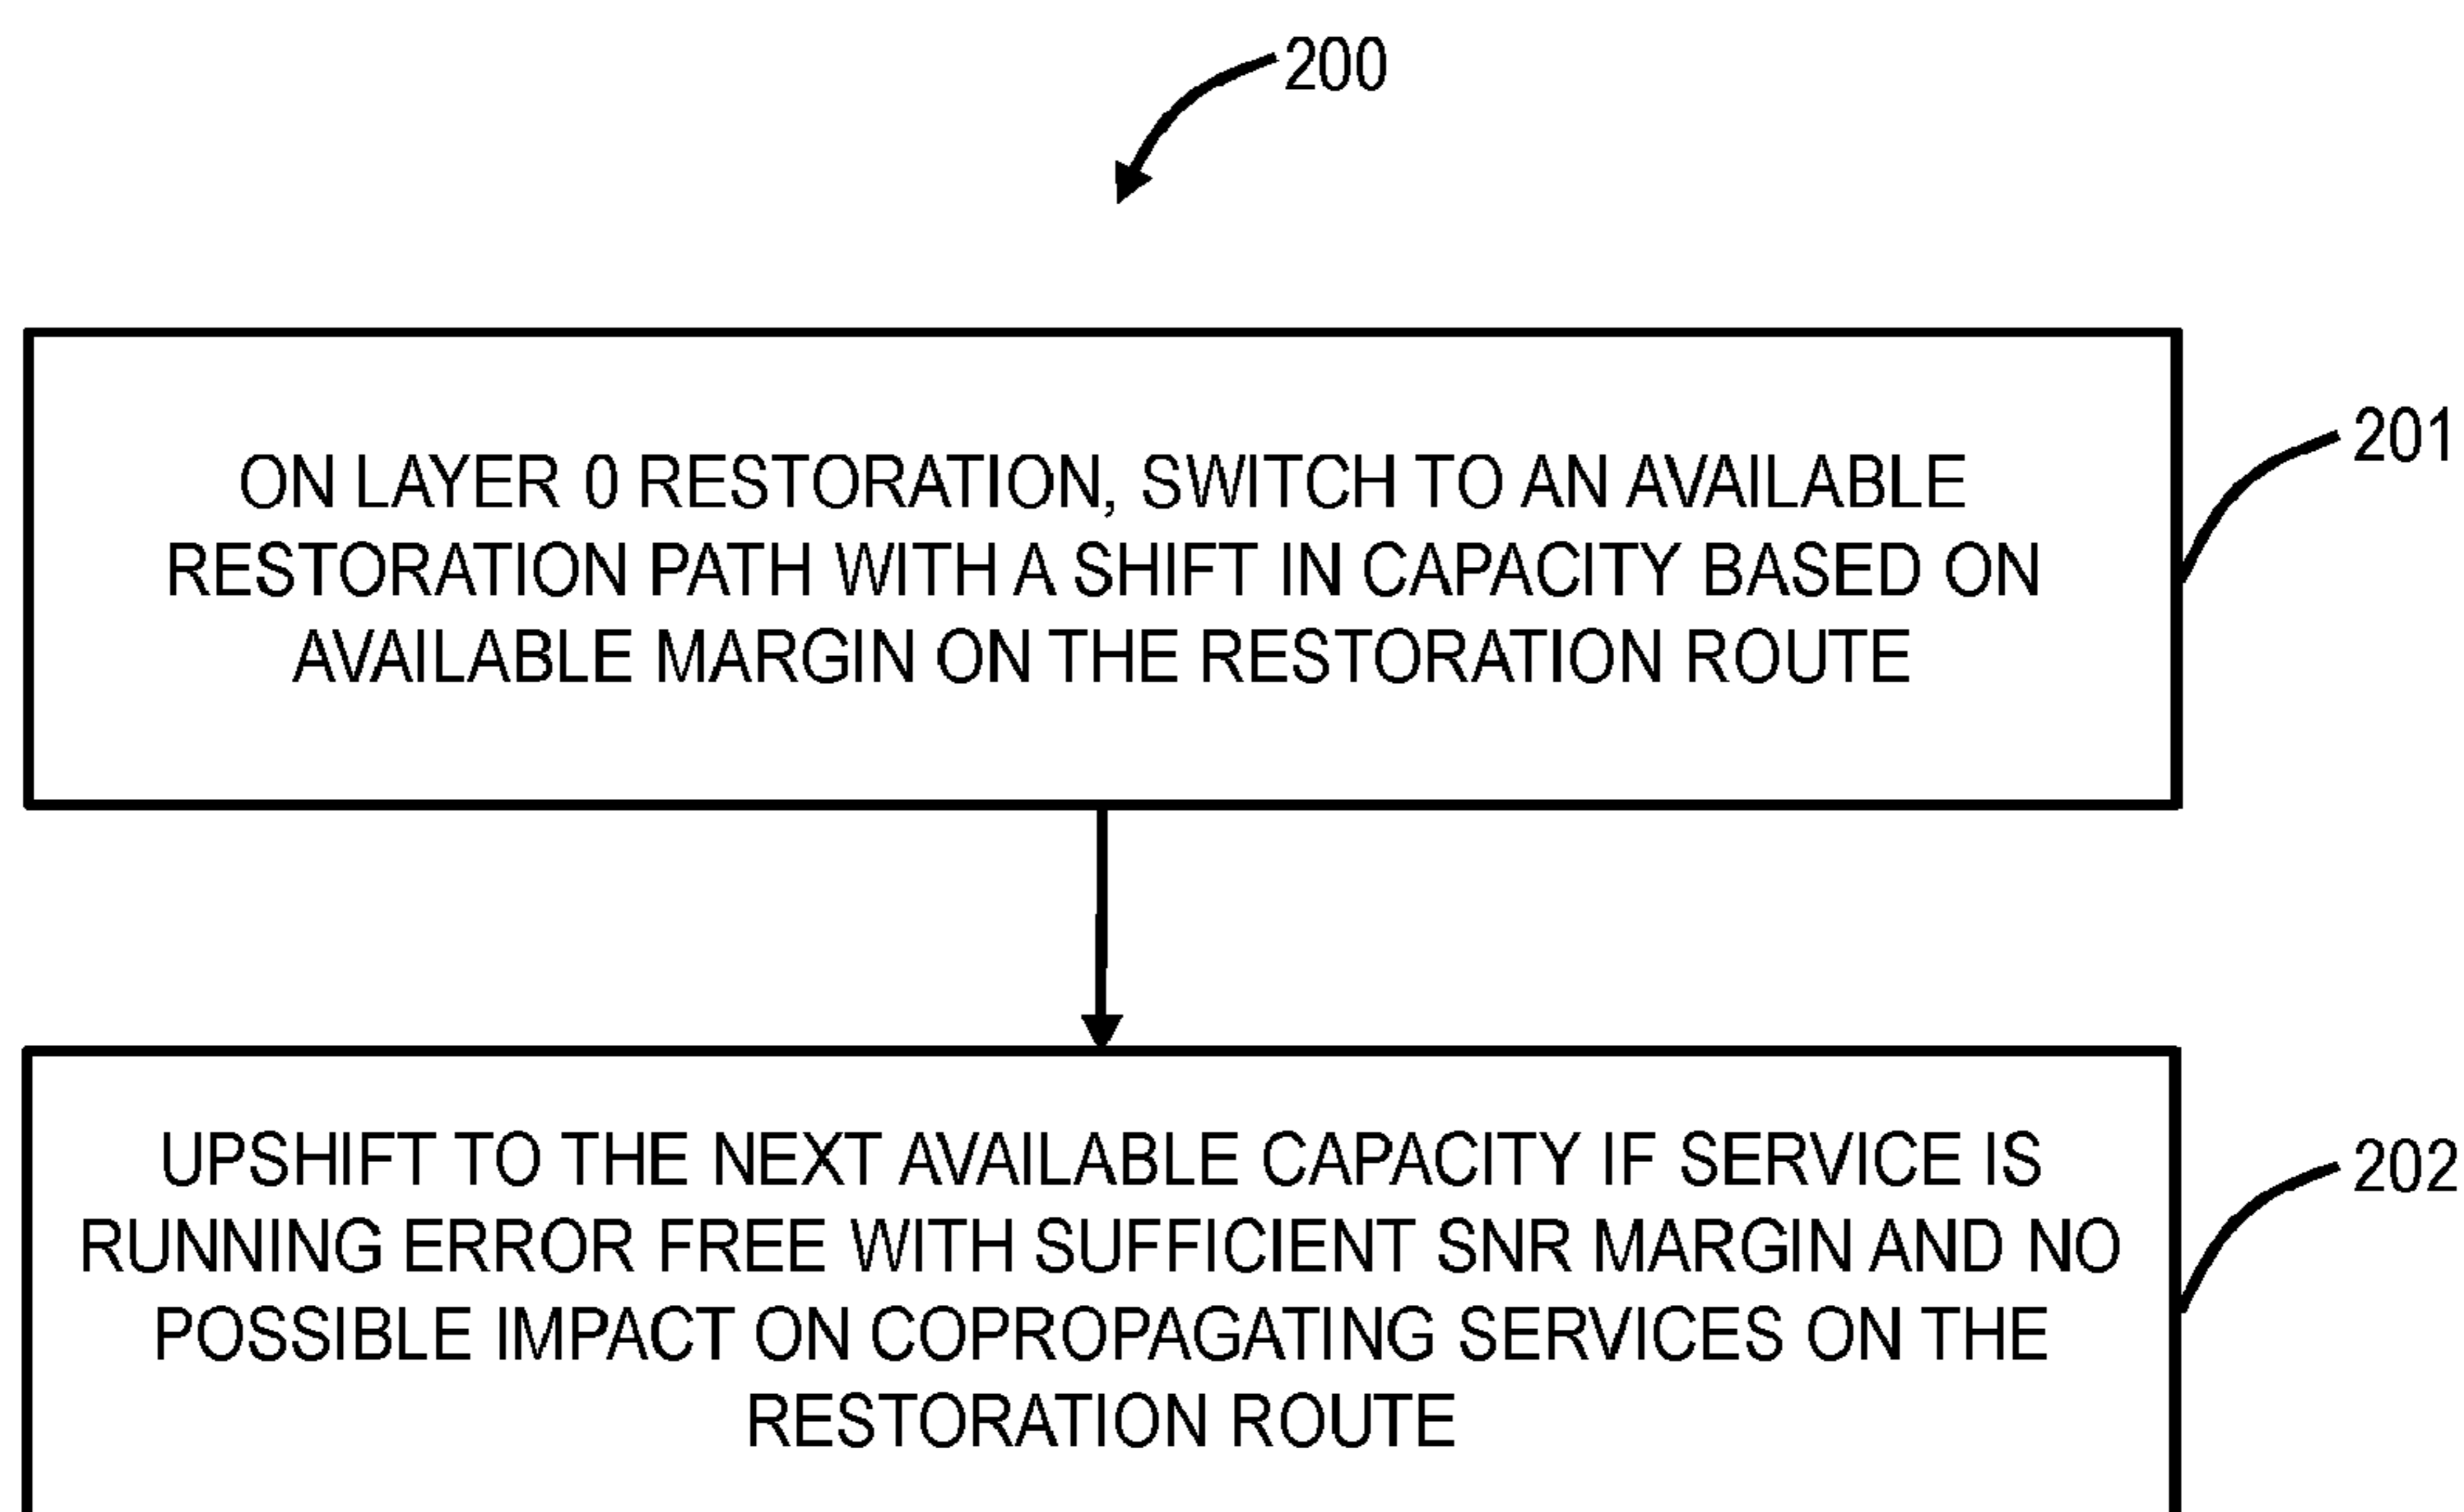 200
ON LAYER 0 RESTORATION, SWITCH TO AN AVAILABLE
RESTORATION PATH WITH A SHIFT IN CAPACITY BASED ON
AVAILABLE MARGIN ON THE RESTORATION ROUTE
201
UPSHIFT TO THE NEXT AVAILABLE CAPACITY IF SERVICE IS
RUNNING ERROR FREE WITH SUFFICIENT SNR MARGIN AND NO
POSSIBLE IMPACT ON COPROPAGATING SERVICES ON THE
RESTORATION ROUTE
202